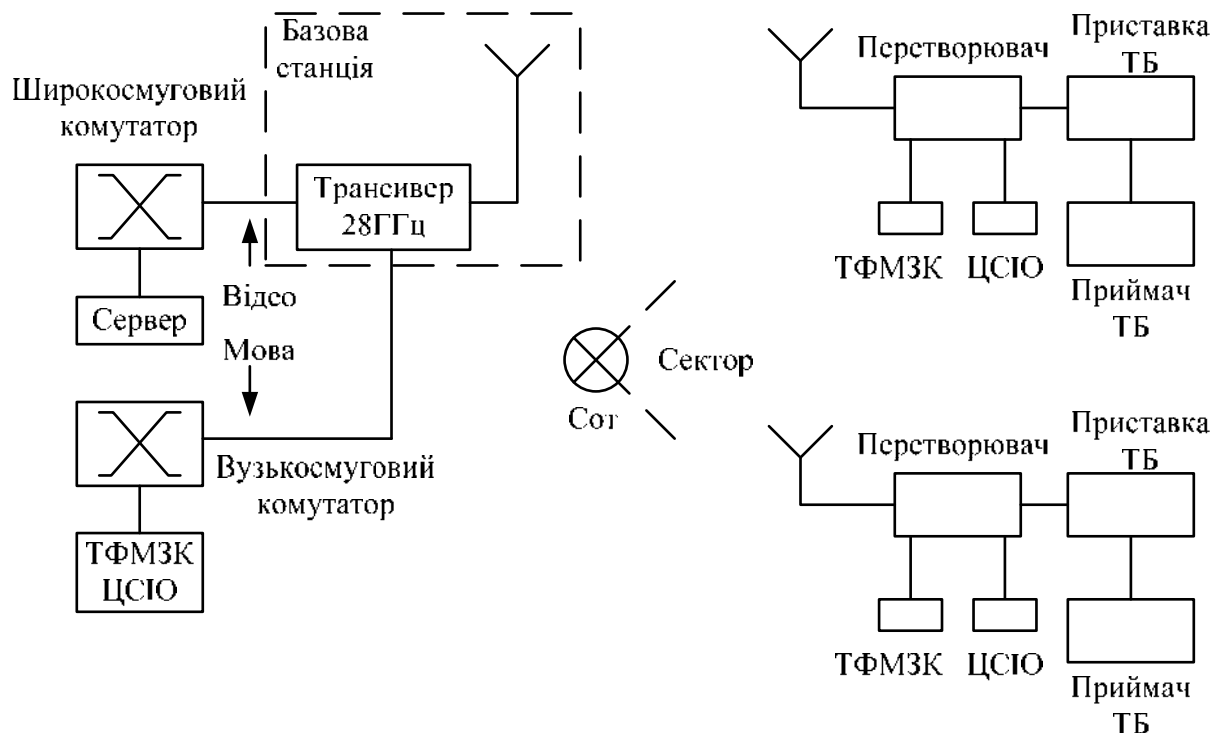 Базова
станція
Широкосмуговий
комутатор
Трансивер
28ГГц
Відео
Сервер
Мова
Вузькосмуговий
комутатор
ТФМЗК
ЦСІО
Сектор
Сот
Перетворювач
Приставка
ТБ
ТФМЗК
ЦСІО
Приймач
ТБ
Перетворювач
Приставка
ТБ
ТФМЗК
ЦСІО
Приймач
ТБ